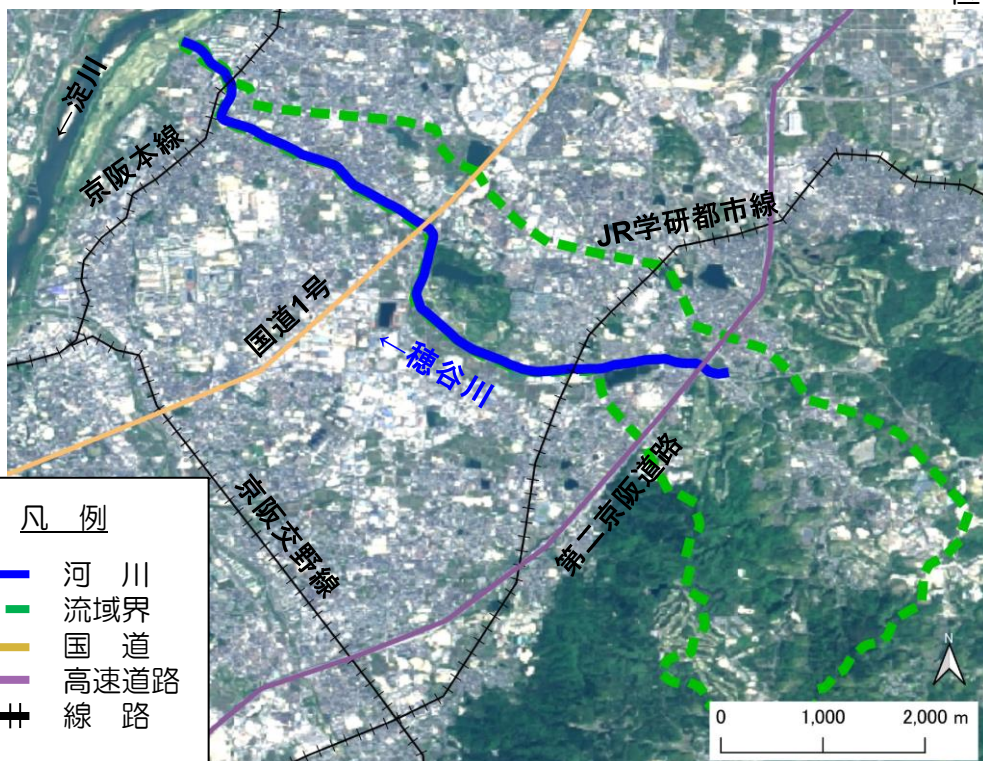 ←淀川
京阪本線
JR学研都市線
国道1号
←穂谷川
第二京阪道路
京阪交野線
凡 例
河 川
流域界
国 道
高速道路
線 路
N
0 1,000 2,000 m